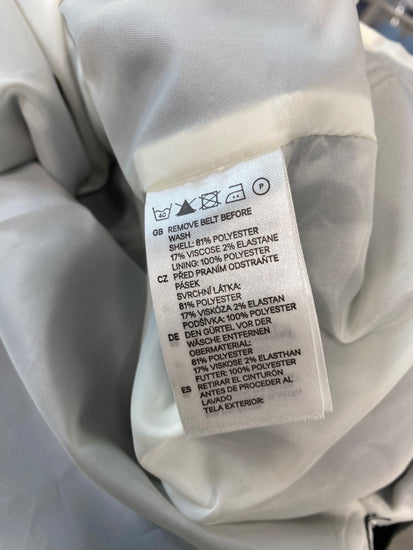 40 P
GB REMOVE BELT BEFORE
WASH
SHELL: 81% POLYESTER
17% VISCOSE 2% ELASTANE
LINING: 100% POLYESTER
CZ PŘED PRANÍM ODSTRAŇTE
PÁSEK
SVRCHNÍ LÁTKA:
81% POLYESTER
17% VISKÓZA 2% ELASTAN
PODŠÍVKA: 100% POLYESTER
DE DEN GÜRTEL VOR DER
WÄSCHE ENTFERNEN
OBERMATERIAL:
81% POLYESTER
17% VISKOSE 2% ELASTHAN
FUTTER: 100% POLYESTER
ES RETIRAR EL CINTURÓN
ANTES DE PROCEDER AL
LAVADO
TELA EXTERIOR: